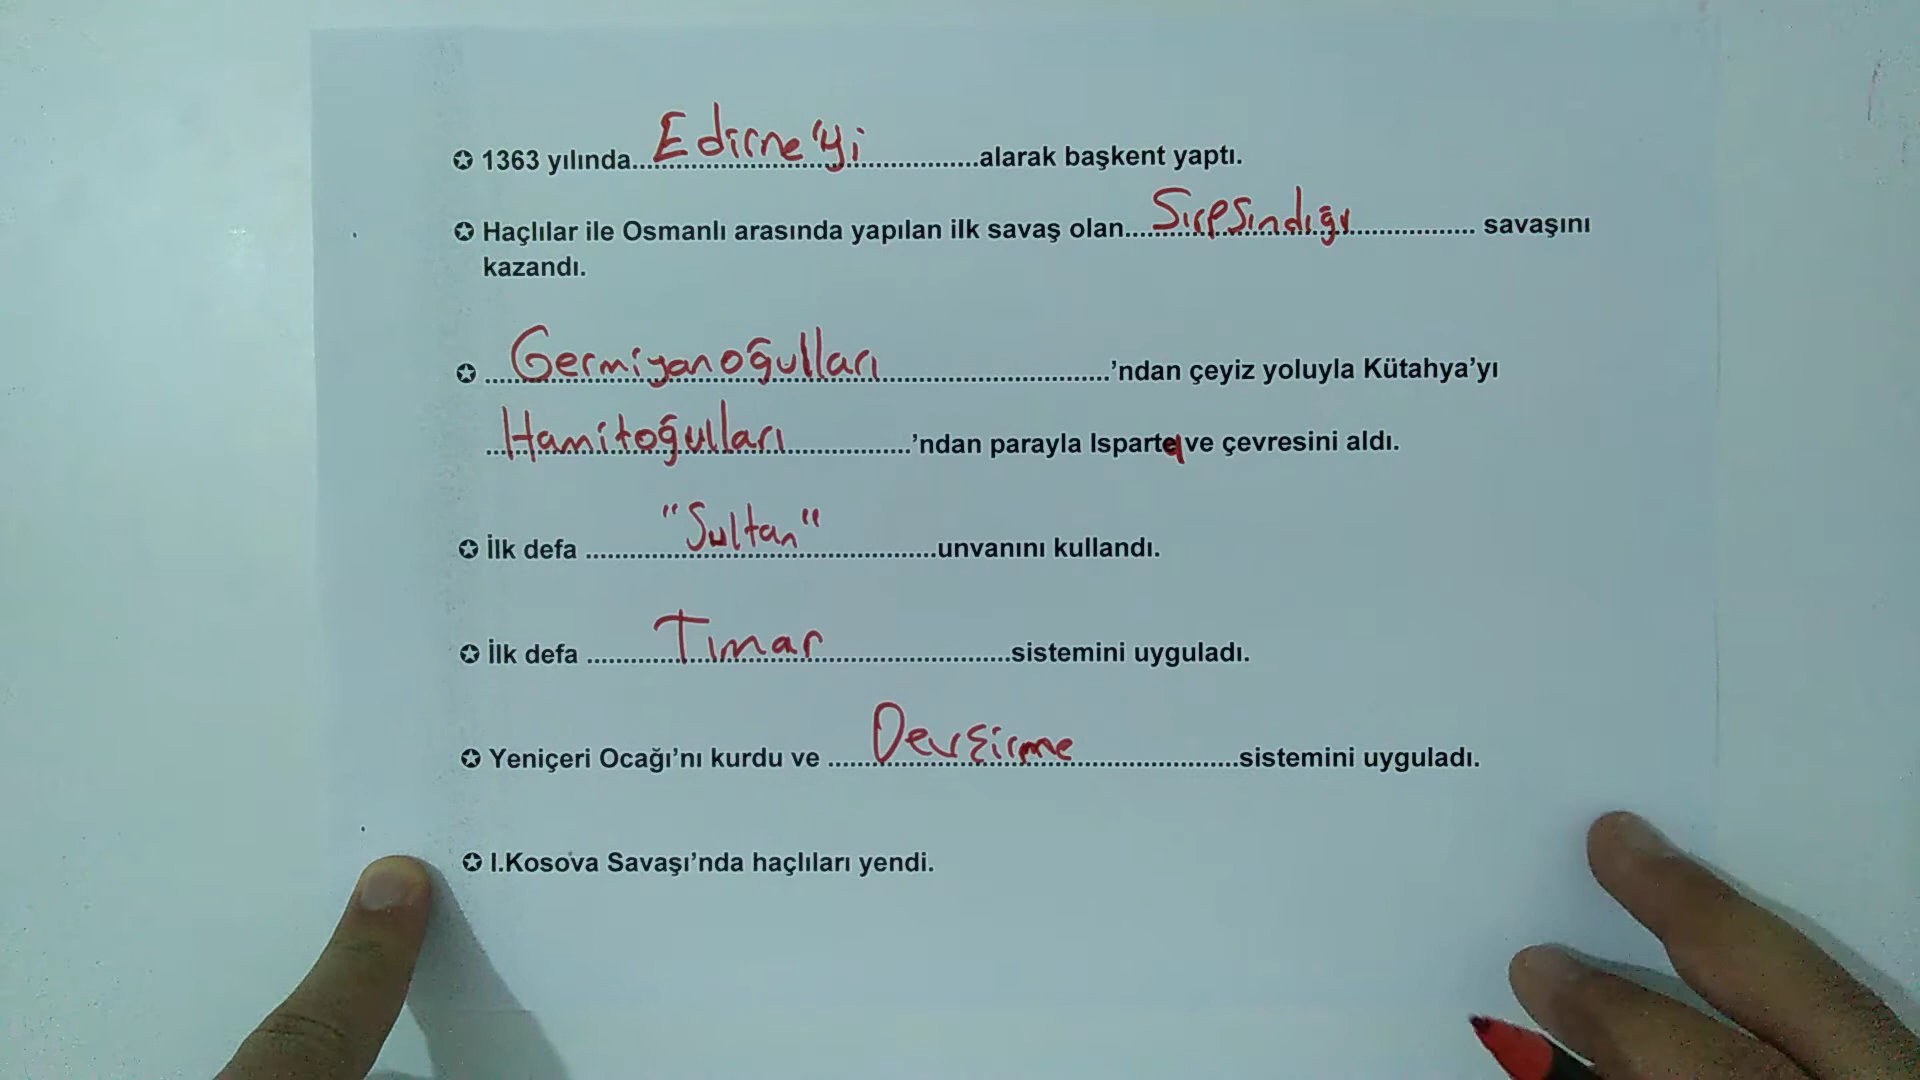 ✪ 1363 yılında..Edirne'yi..................alarak başkent yaptı.
✪ Haçlılar ile Osmanlı arasında yapılan ilk savaş olan...Sırpsındığı................ savaşını
kazandı.
✪ ....Germiyanoğulları..............................'ndan çeyiz yoluyla Kütahya'yı
...Hamitoğulları.................'ndan parayla Isparta ve çevresini aldı.
✪ İlk defa ..........."Sultan"................unvanını kullandı.
✪ İlk defa ...........Tımar..........................sistemini uyguladı.
✪ Yeniçeri Ocağı'nı kurdu ve .....Devşirme.......................sistemini uyguladı.
✪ I.Kosova Savaşı'nda haçlıları yendi.